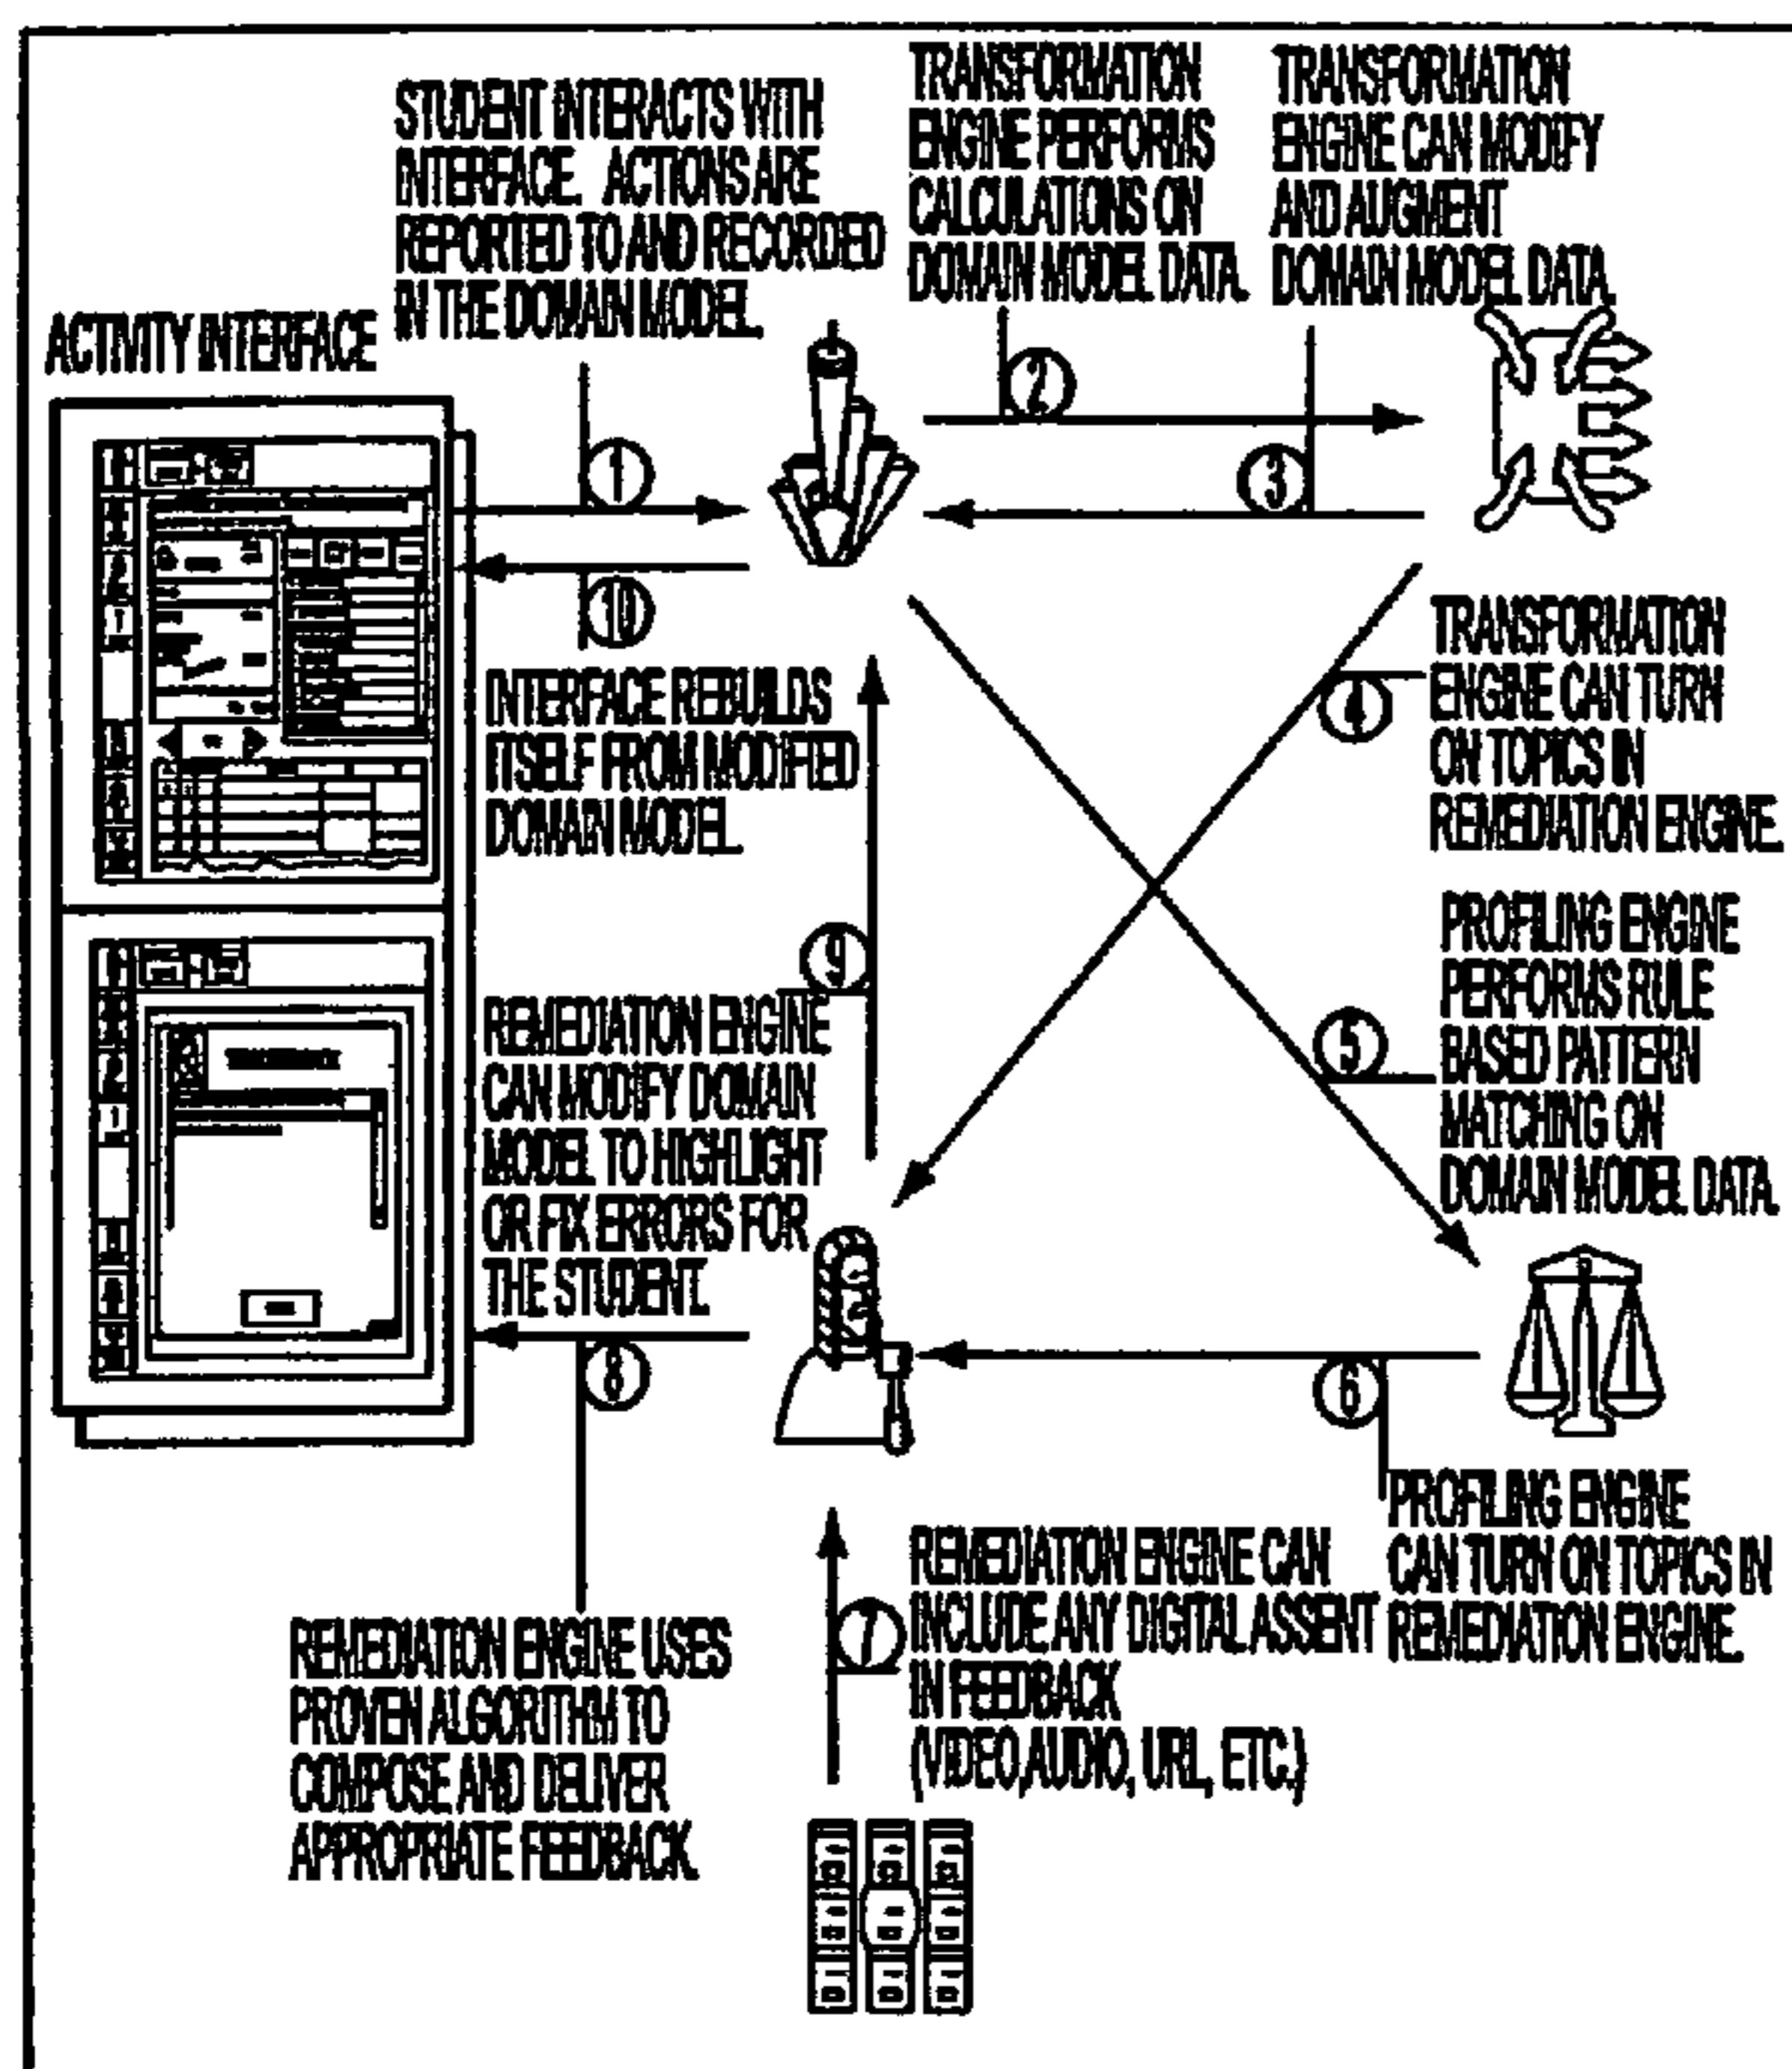 STUDENT INTERACTS WITH
INTERFACE. ACTIONS ARE
REPORTED TO AND RECORDED
IN THE DOMAIN MODEL.
TRANSFORMATION
ENGINE PERFORMS
CALCULATIONS ON
DOMAIN MODEL DATA.
TRANSFORMATION
ENGINE CAN MODIFY
AND AUGMENT
DOMAIN MODEL DATA.
ACTIVITY INTERFACE
1
2
3
10
INTERFACE REBUILDS
ITSELF FROM MODIFIED
DOMAIN MODEL.
4
TRANSFORMATION
ENGINE CAN TURN
ON TOPICS IN
REMEDIATION ENGINE.
9
REMEDIATION ENGINE
CAN MODIFY DOMAIN
MODEL TO HIGHLIGHT
OR FIX ERRORS FOR
THE STUDENT.
5
PROFILING ENGINE
PERFORMS RULE
BASED PATTERN
MATCHING ON
DOMAIN MODEL DATA.
8
6
PROFILING ENGINE
CAN TURN ON TOPICS IN
REMEDIATION ENGINE.
7
REMEDIATION ENGINE CAN
INCLUDE ANY DIGITAL ASSENT
IN FEEDBACK
(VIDEO,AUDIO, URL, ETC.)
REMEDIATION ENGINE USES
PROVEN ALGORITHM TO
COMPOSE AND DELIVER
APPROPRIATE FEEDBACK.